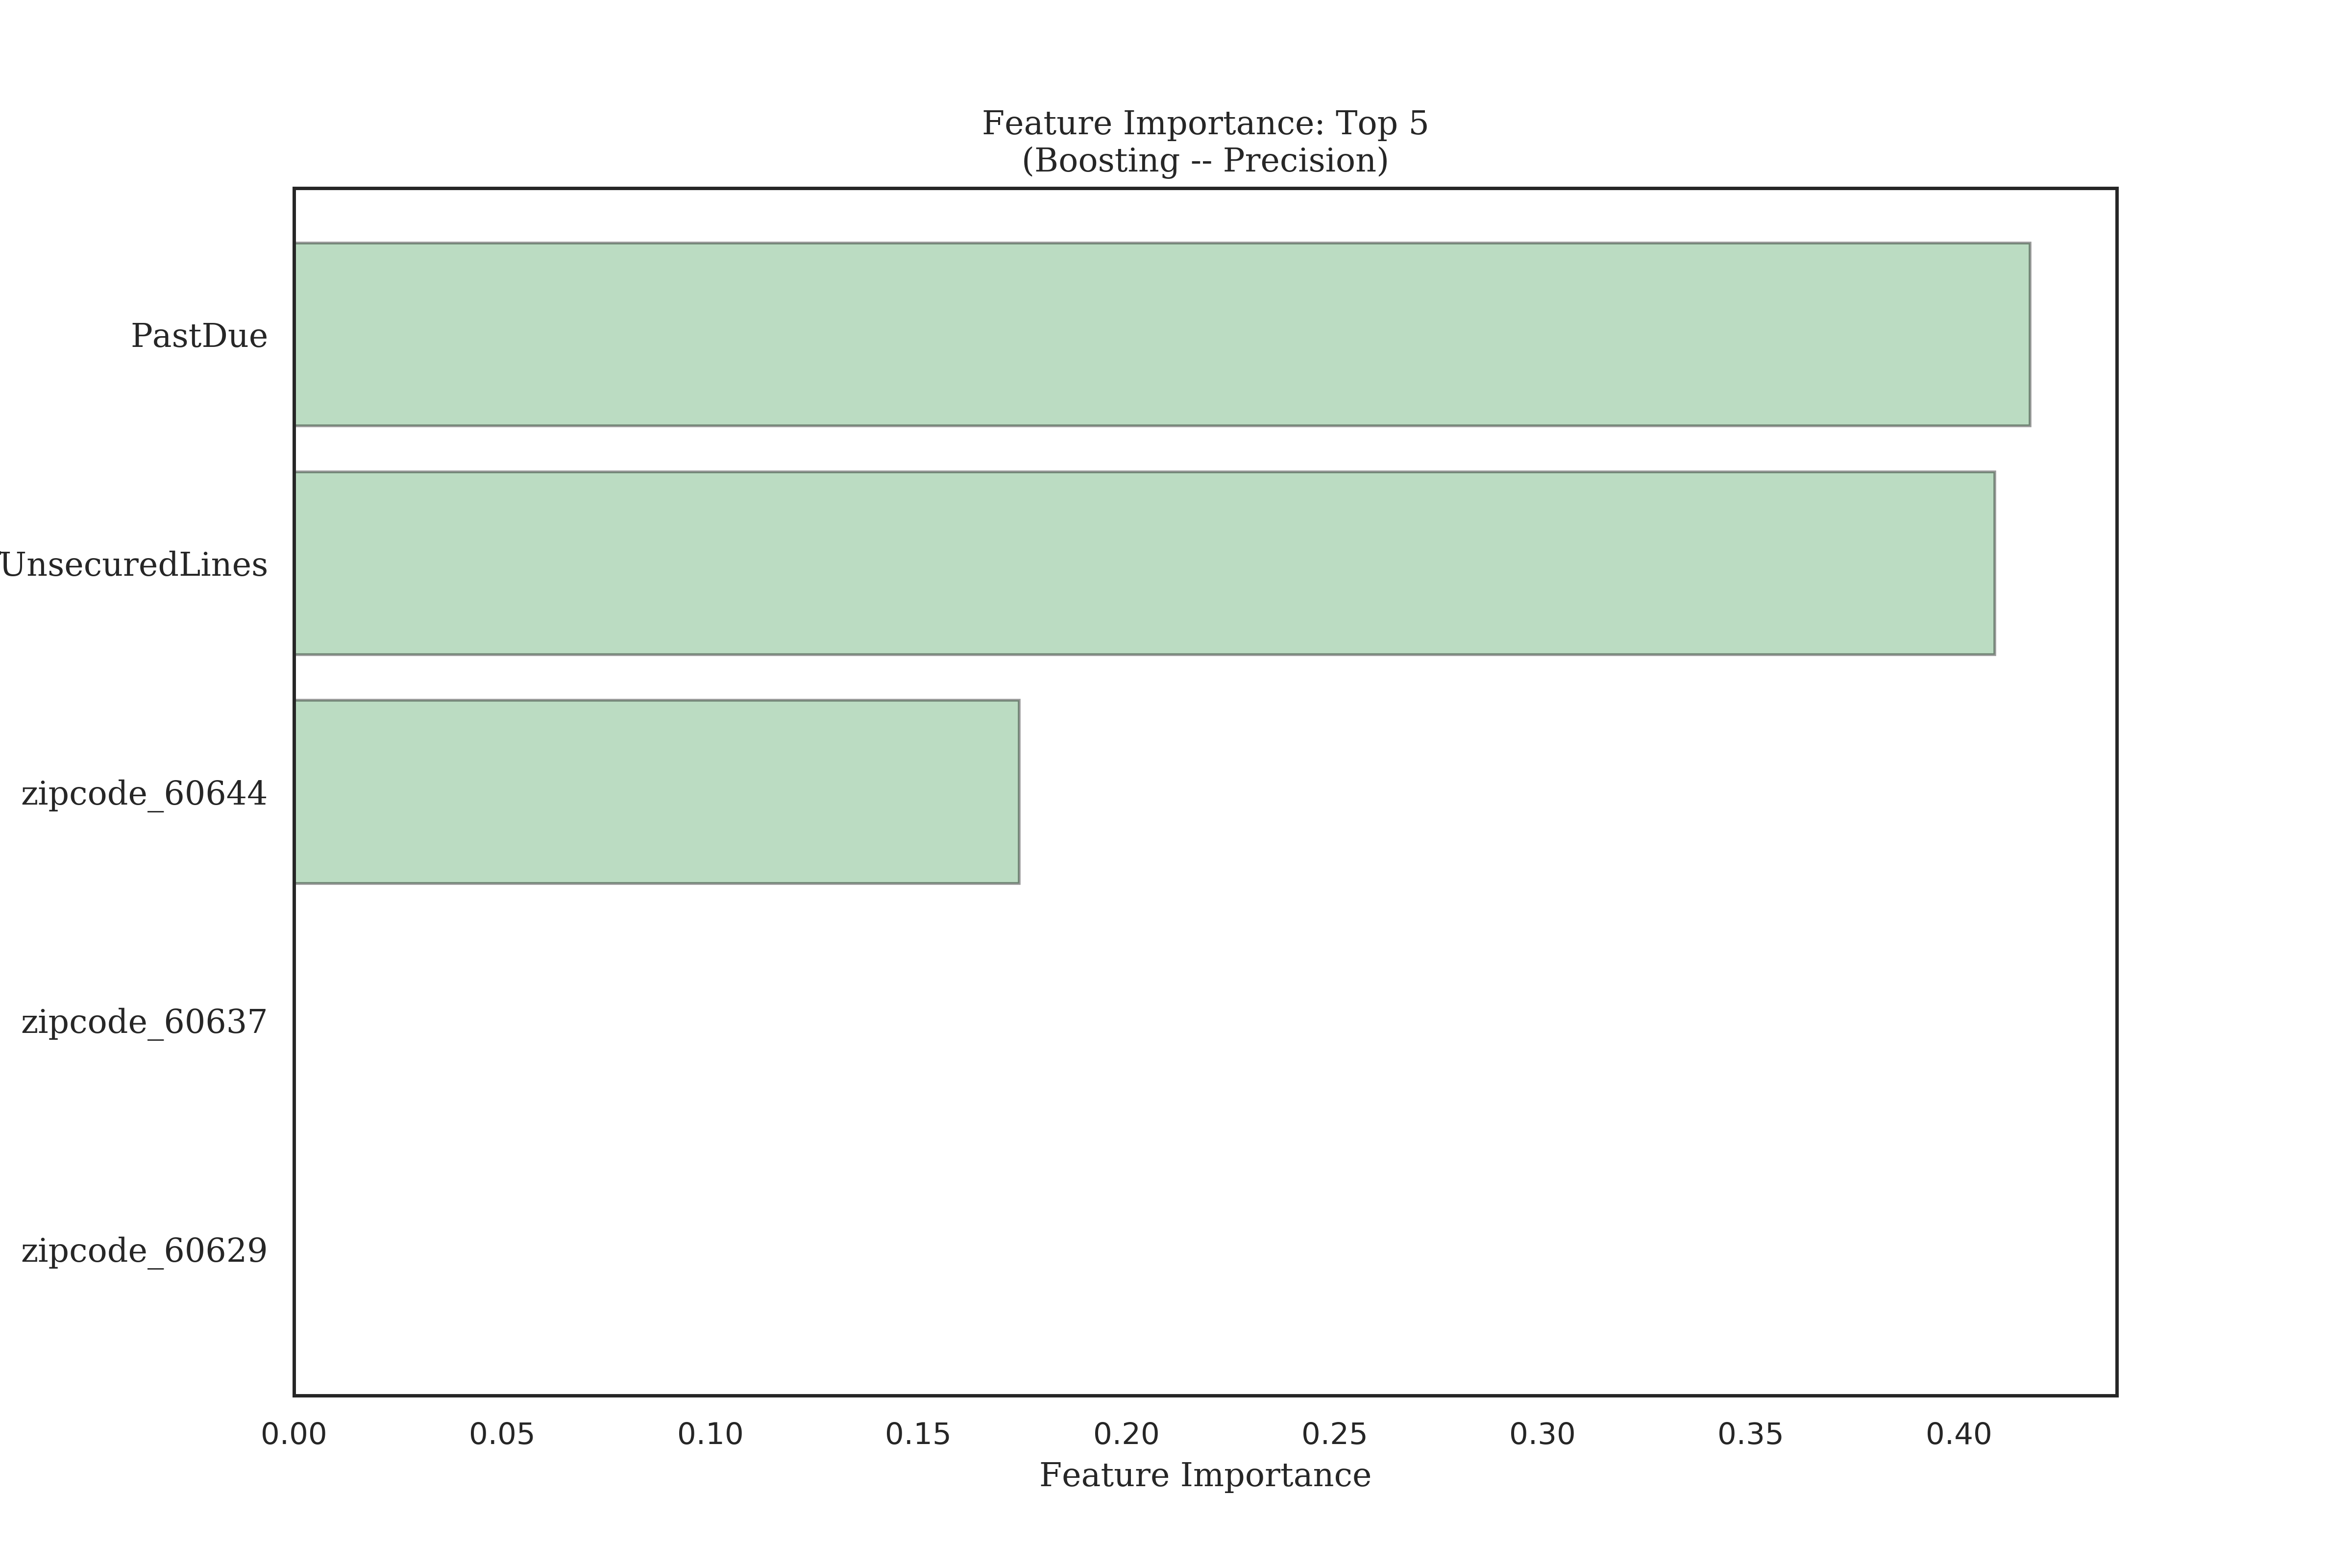 Feature Importance: Top 5
(Boosting -- Precision)
PastDue
UnsecuredLines
zipcode_60644
zipcode_60637
zipcode_60629
0.00 0.05 0.10 0.15 0.20 0.25 0.30 0.35 0.40
Feature Importance